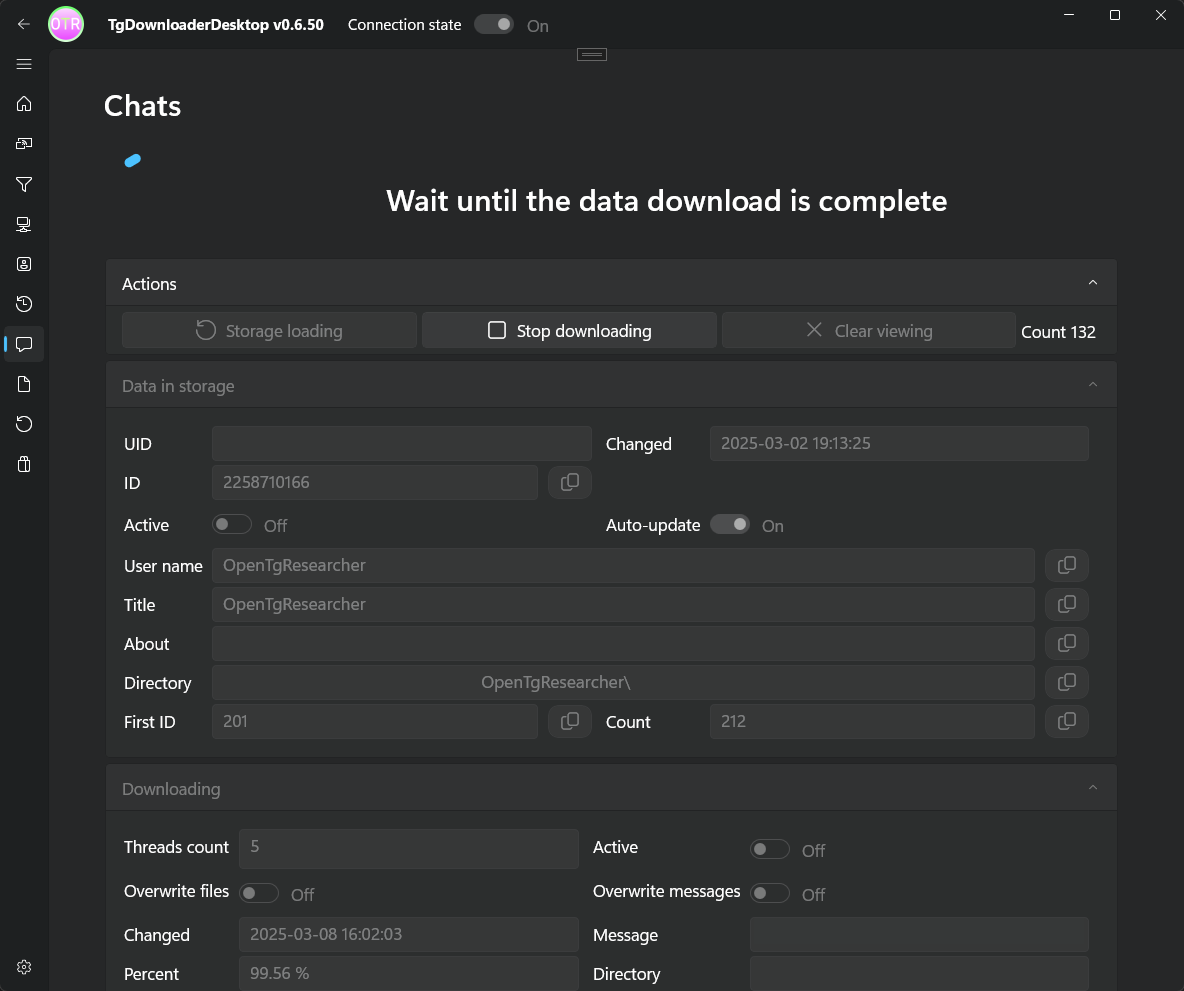 OTR TgDownloaderDesktop v0.6.50 Connection state On
Chats
Wait until the data download is complete
Actions
Storage loading Stop downloading Clear viewing Count 132
Data in storage
UID Changed 2025-03-02 19:13:25
ID 2258710166
Active Off Auto-update On
User name OpenTgResearcher
Title OpenTgResearcher
About
Directory OpenTgResearcher\
First ID 201 Count 212
Downloading
Threads count 5 Active Off
Overwrite files Off Overwrite messages Off
Changed 2025-03-08 16:02:03 Message
Percent 99.56 % Directory